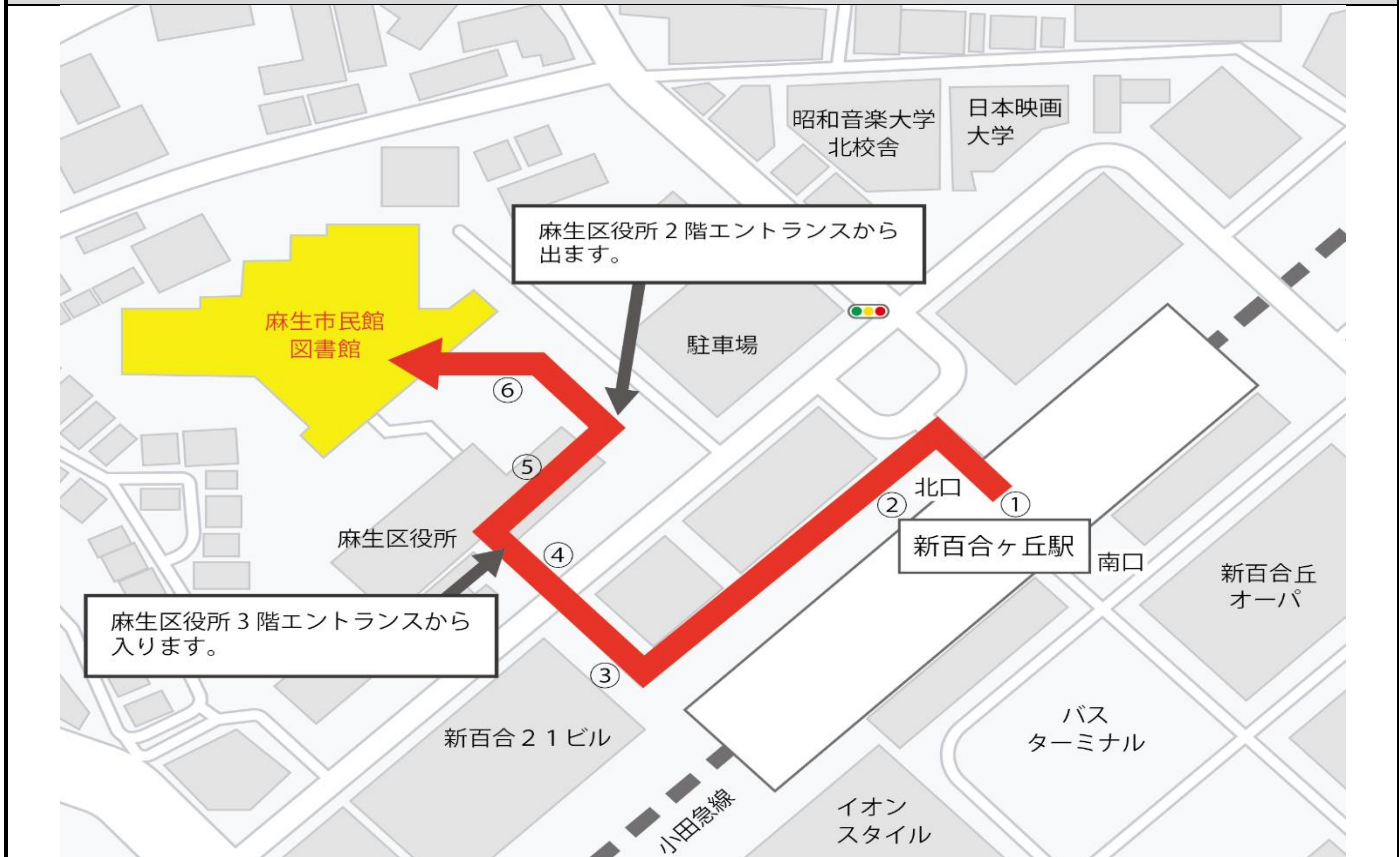 昭和音楽大学
北校舎
日本映画
大学
麻生区役所2階エントランスから
出ます。
麻生市民館
図書館
駐車場
⑥
⑤
②
北口
①
麻生区役所
④
新百合ヶ丘駅
南口
新百合丘
オーパ
麻生区役所3階エントランスから
入ります。
③
新百合21ビル
バス
ターミナル
小田急線
イオン
スタイル